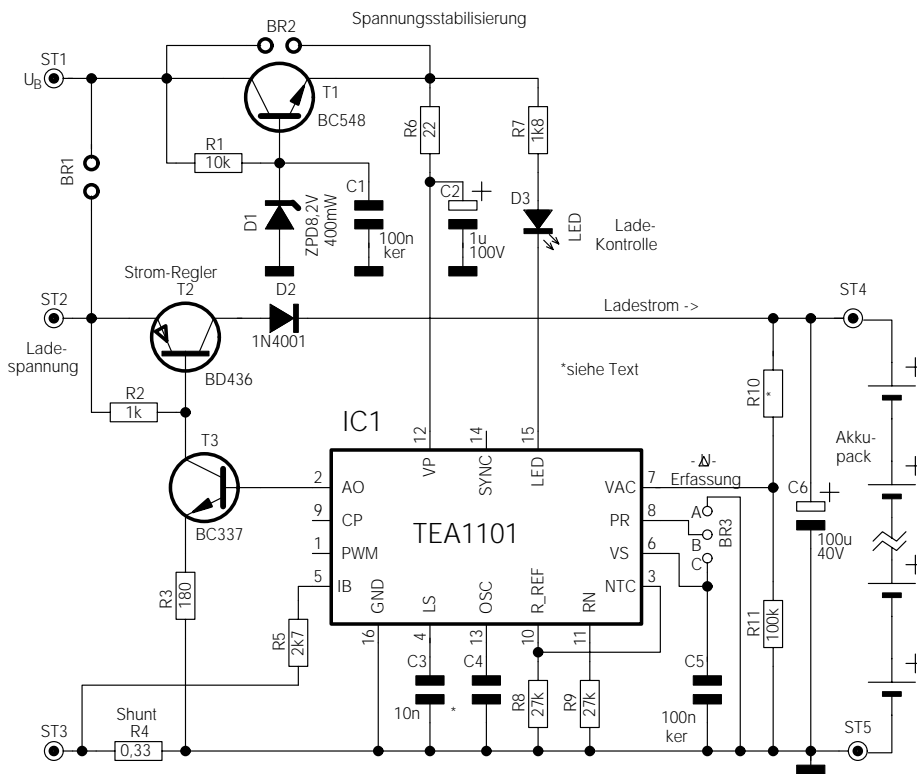 Spannungsstabilisierung
BR2
ST1
UB
T1
BC548
R6
22
R7
1k8
BR1
R1
10k
C1
100n
ker
D1
ZPD8,2V
400mW
C2
+
1u
100V
D3
LED
Lade-
Kontrolle
Strom-Regler
T2
D2
1N4001
BD436
ST2
Lade-
spannung
Ladestrom ->
ST4
*siehe Text
R10
*
R2
1k
T3
BC337
IC1
TEA1101
12
14
15
VP
SYNC
LED
2
AO
9
CP
1
PWM
5
IB
VAC
7
PR
8
VS
6
NTC
3
GND
LS
OSC
R_REF
RN
16
4
13
10
11
Erfassung
A
B
C
BR3
C6
+
100u
40V
Akku-
pack
+
+
+
+
R3
180
R5
2k7
R11
100k
C3
10n
C4
*
R8
27k
R9
27k
C5
100n
ker
ST3
Shunt
R4
0,33
ST5